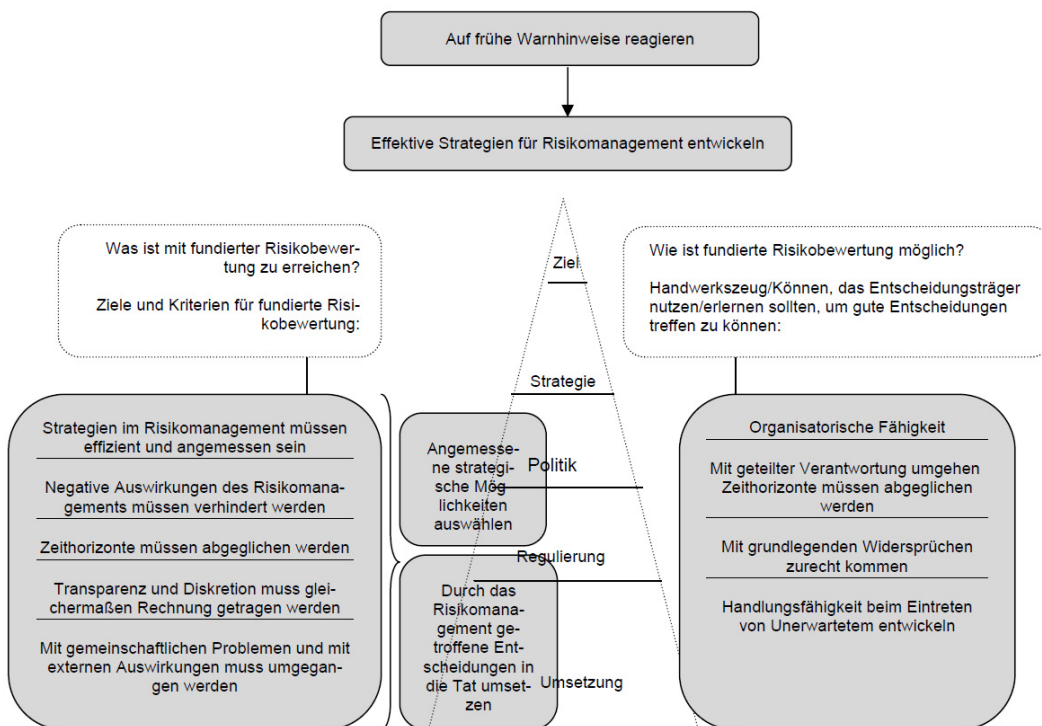 Auf frühe Warnhinweise reagieren
Effektive Strategien für Risikomanagement entwickeln
Was ist mit fundierter Risikobewer-
tung zu erreichen?
Ziele und Kriterien für fundierte Risi-
kobewertung:
Strategien im Risikomanagement müssen
effizient und angemessen sein
Negative Auswirkungen des Risikomana-
gements müssen verhindert werden
Zeithorizonte müssen abgeglichen werden
Transparenz und Diskretion muss glei-
chermaßen Rechnung getragen werden
Mit gemeinschaftlichen Problemen und mit
externen Auswirkungen muss umgegan-
gen werden
Angemesse-
ne strategi-
sche Mög
lichkeiten
auswählen
Durch das
Risikomana-
gement ge-
troffene Ent-
scheidungen in
die Tat umset-
zen
Ziel
Strategie
Politik
Regulierung
Umsetzung
Wie ist fundierte Risikobewertung möglich?
Handwerkszeug/Können, das Entscheidungsträger
nutzen/erlernen sollten, um gute Entscheidungen
treffen zu können:
Organisatorische Fähigkeit
Mit geteilter Verantwortung umgehen
Zeithorizonte müssen abgeglichen
werden
Mit grundlegenden Widersprüchen
zurecht kommen
Handlungsfähigkeit beim Eintreten
von Unerwartetem entwickeln